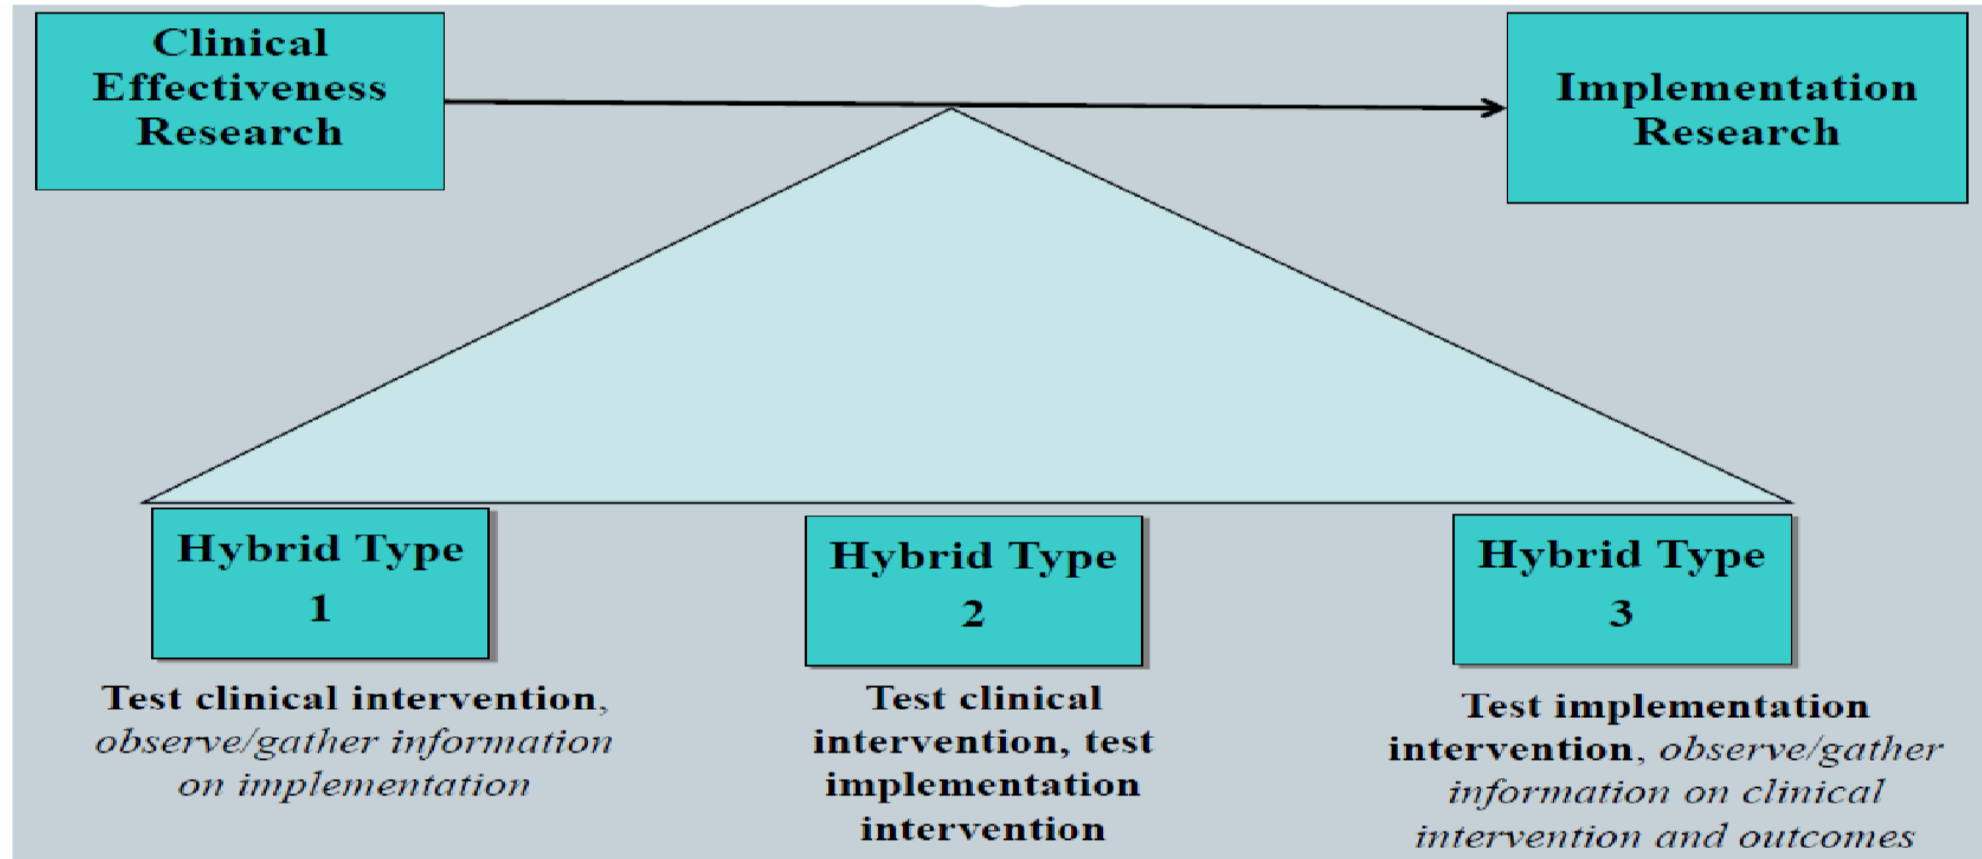 Clinical
Effectiveness
Research
Implementation
Research
Hybrid Type
1
Test clinical intervention,
observe/gather information
on implementation
Hybrid Type
2
Test clinical
intervention, test
implementation
intervention
Hybrid Type
3
Test implementation
intervention, observe/gather
information on clinical
intervention and outcomes